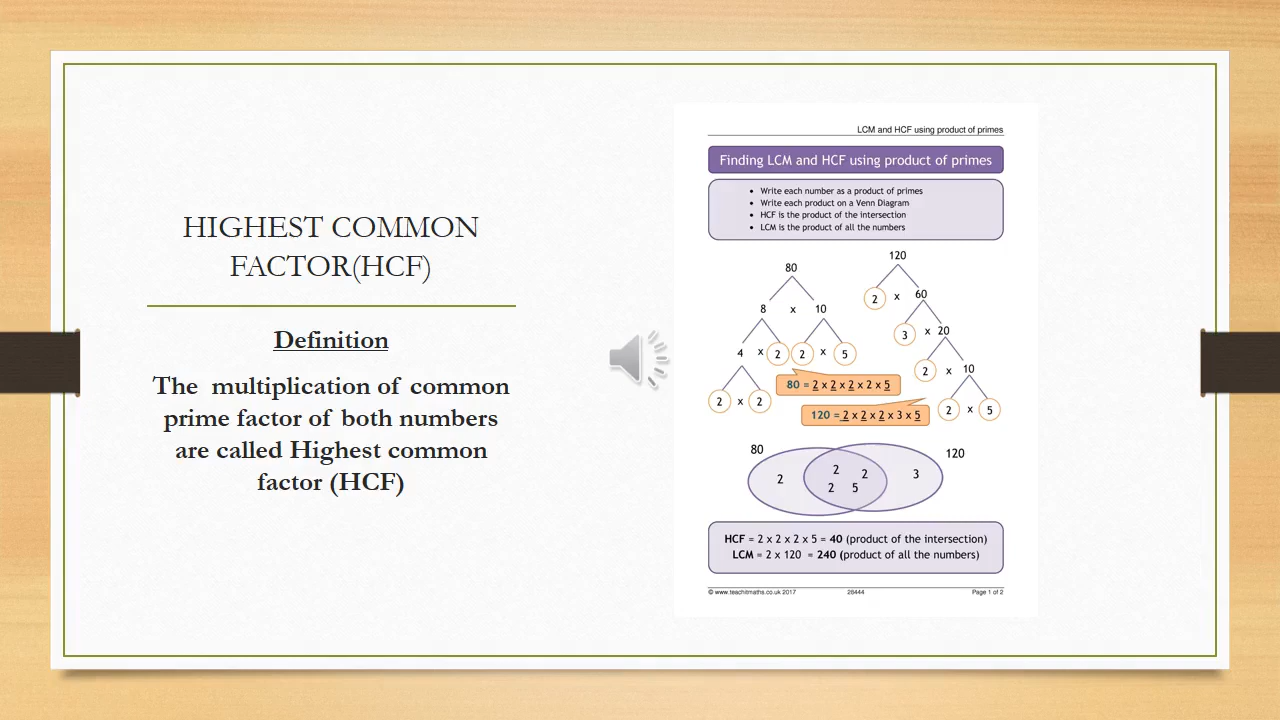 HIGHEST COMMON
FACTOR(HCF)
Definition
The multiplication of common
prime factor of both numbers
are called Highest common
factor (HCF)
LCM and HCF using product of primes
Finding LCM and HCF using product of primes
• Write each number as a product of primes
• Write each product on a Venn Diagram
• HCF is the product of the intersection
• LCM is the product of all the numbers
80
8 x 10
4 x 2 2 x 5
2 x 2
80 = 2 x 2 x 2 x 2 x 5
120
2 x 60
3 x 20
2 x 10
2 x 5
120 = 2 x 2 x 2 x 3 x 5
80
120
2
2 2
2 5
3
HCF = 2 x 2 x 2 x 5 = 40 (product of the intersection)
LCM = 2 x 120 = 240 (product of all the numbers)
© www.teachitmaths.co.uk 2017 28444 Page 1 of 2